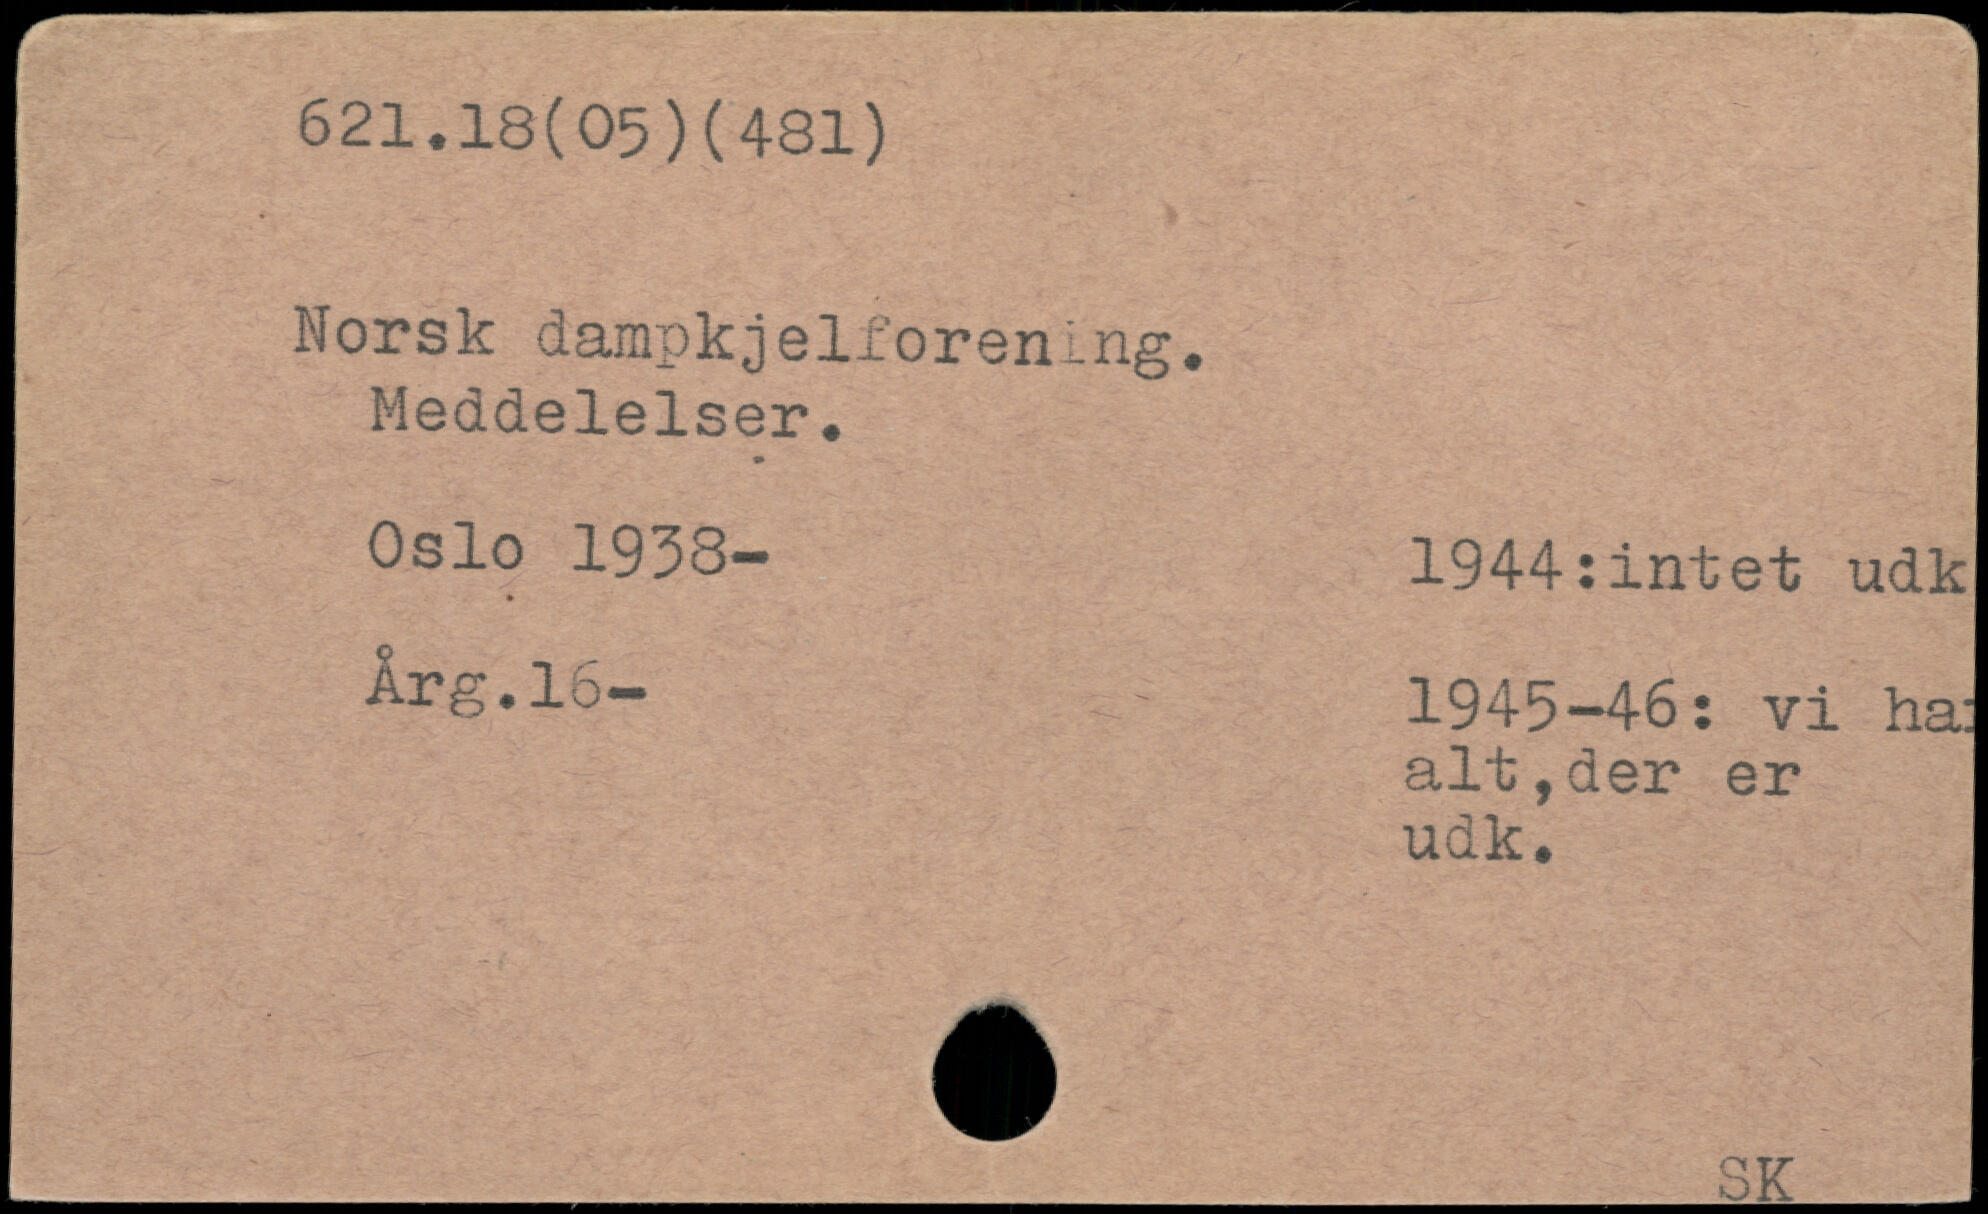 621.18(05)(481)
Norsk dampkjelforening.
Meddelelser.
Oslo 1938-
Årg.16-
1944:intet udk
1945-46: vi har
alt,der er
udk.
SK